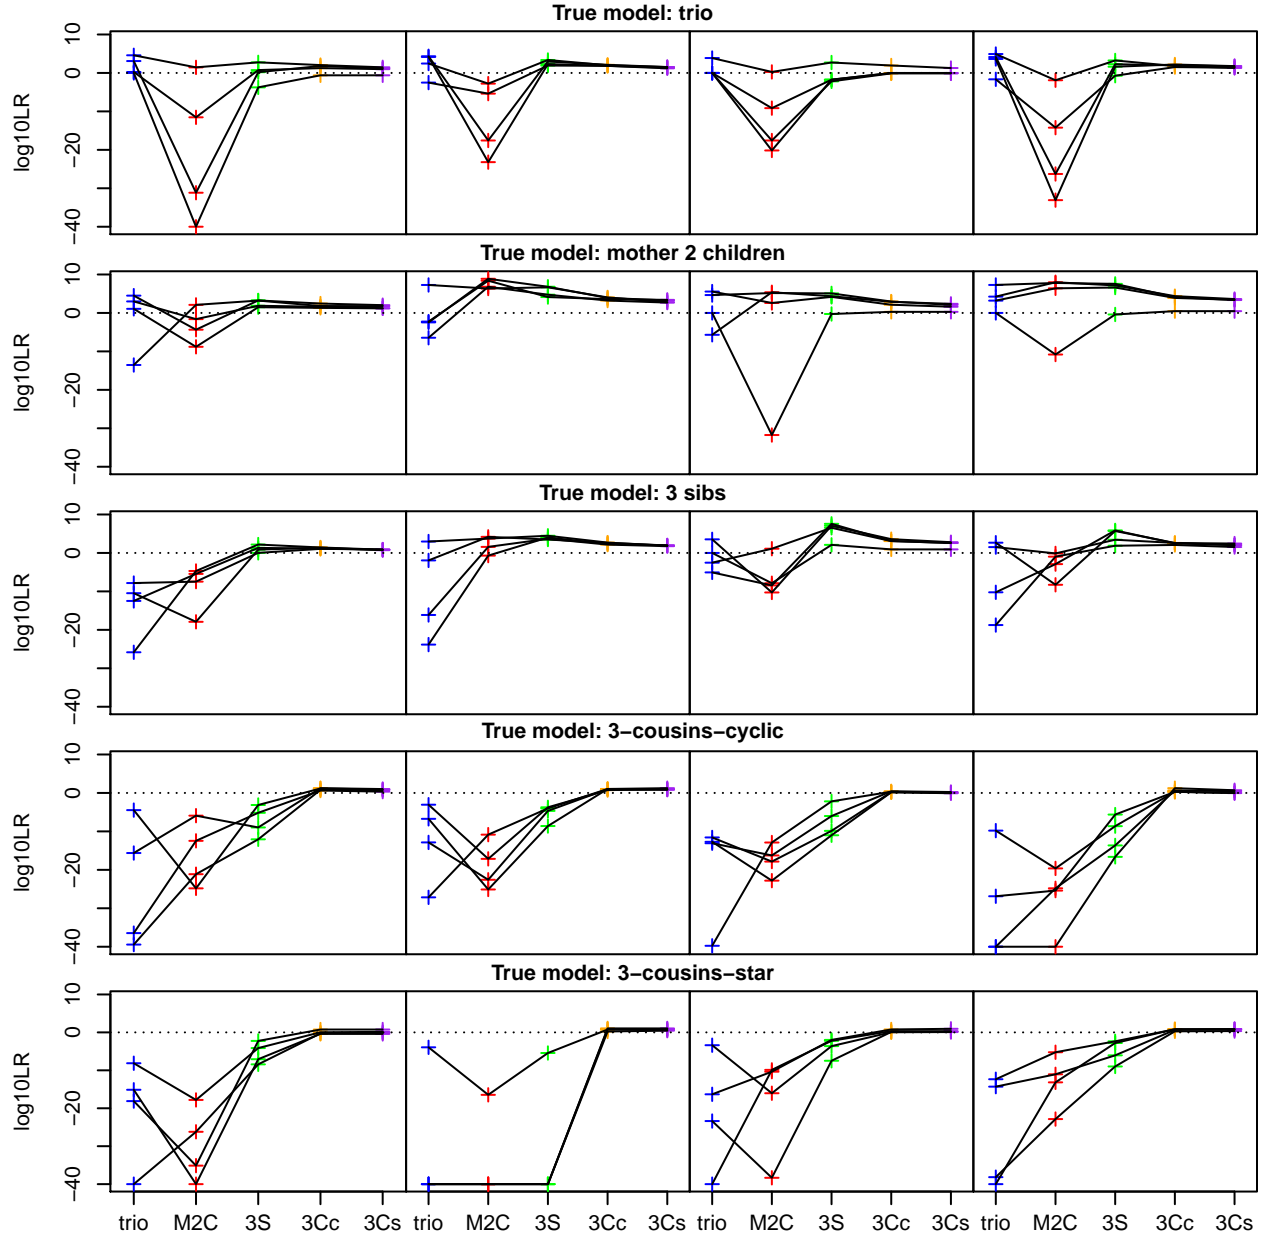 True model: trio
log10LR
10
0
−20
−40
True model: mother 2 children
log10LR
10
0
−20
−40
True model: 3 sibs
log10LR
10
0
−20
−40
True model: 3−cousins−cyclic
log10LR
10
0
−20
−40
True model: 3−cousins−star
log10LR
10
0
−20
−40
trio M2C 3S 3Cc 3Cs trio M2C 3S 3Cc 3Cs trio M2C 3S 3Cc 3Cs trio M2C 3S 3Cc 3Cs